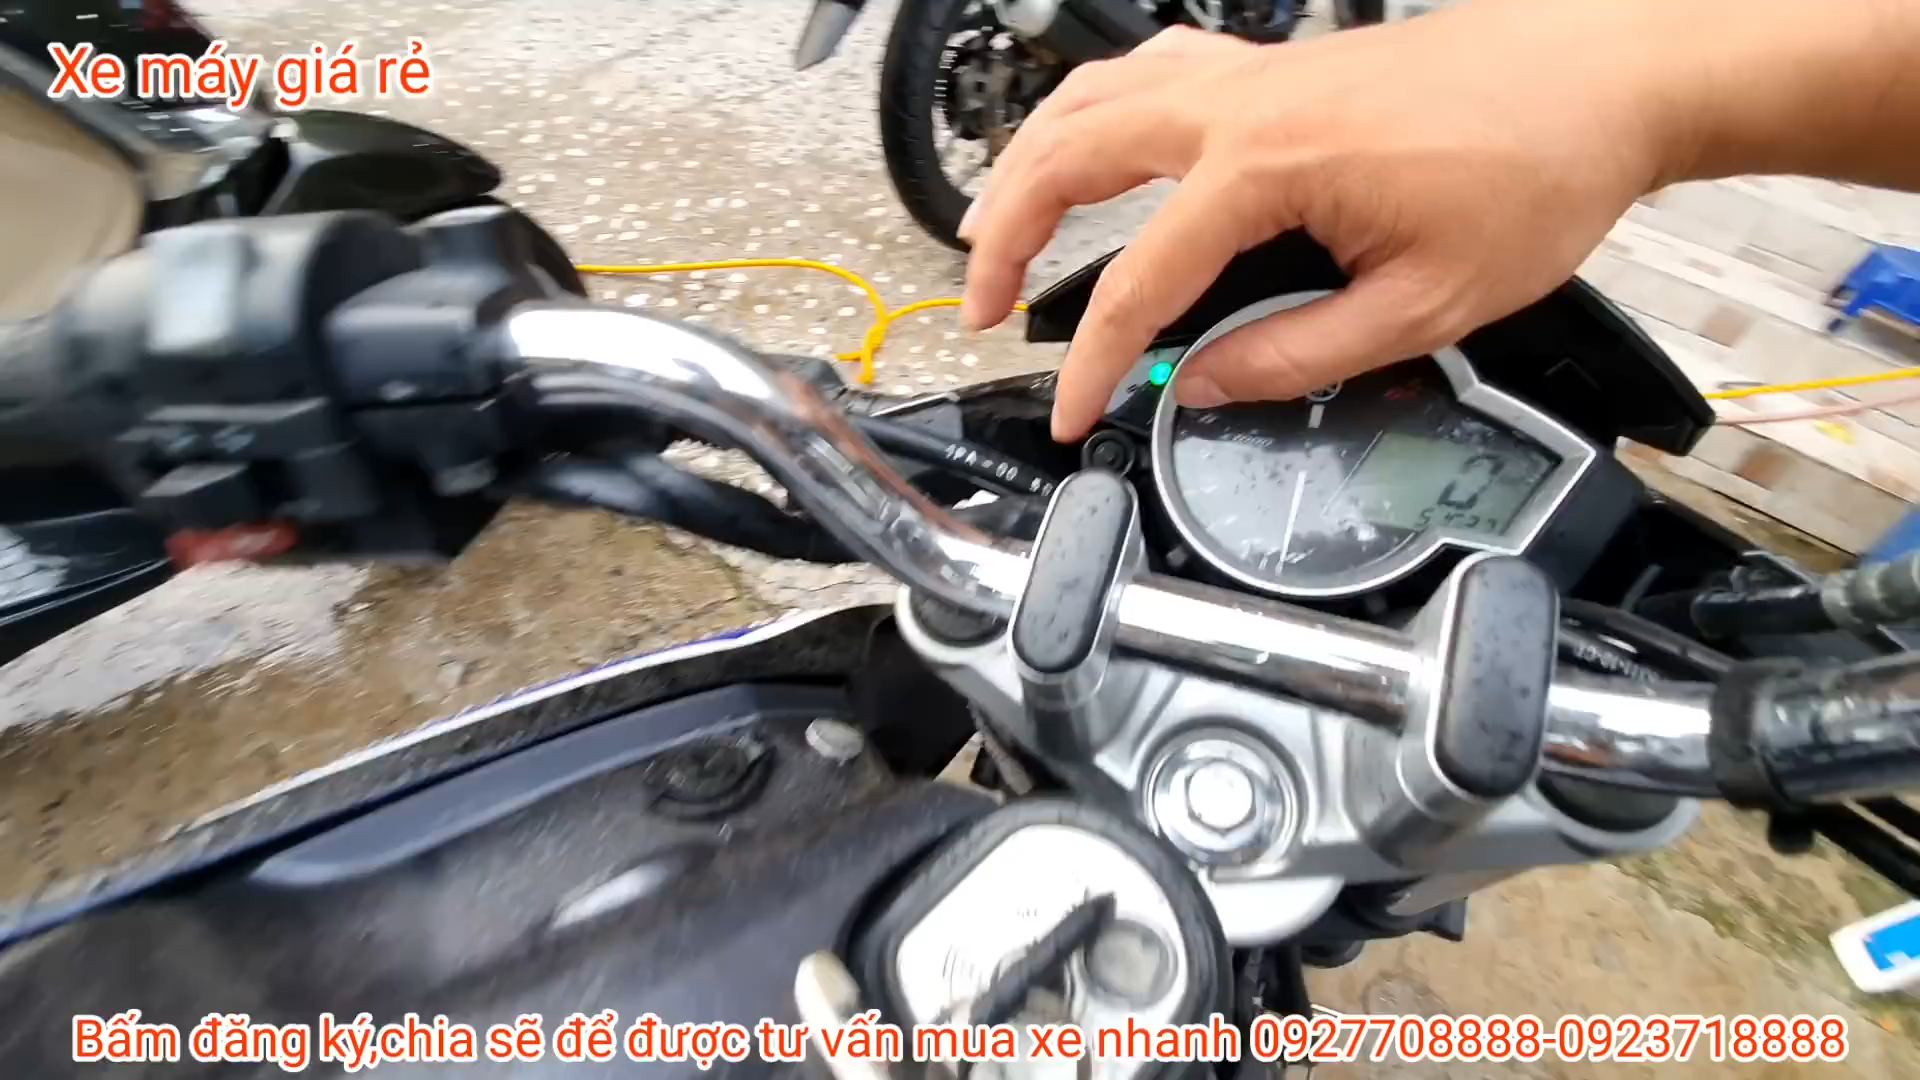 Xe máy giá rẻ
Bấm đăng ký,chia sẽ để được tư vấn mua xe nhanh 0927708888-0923718888